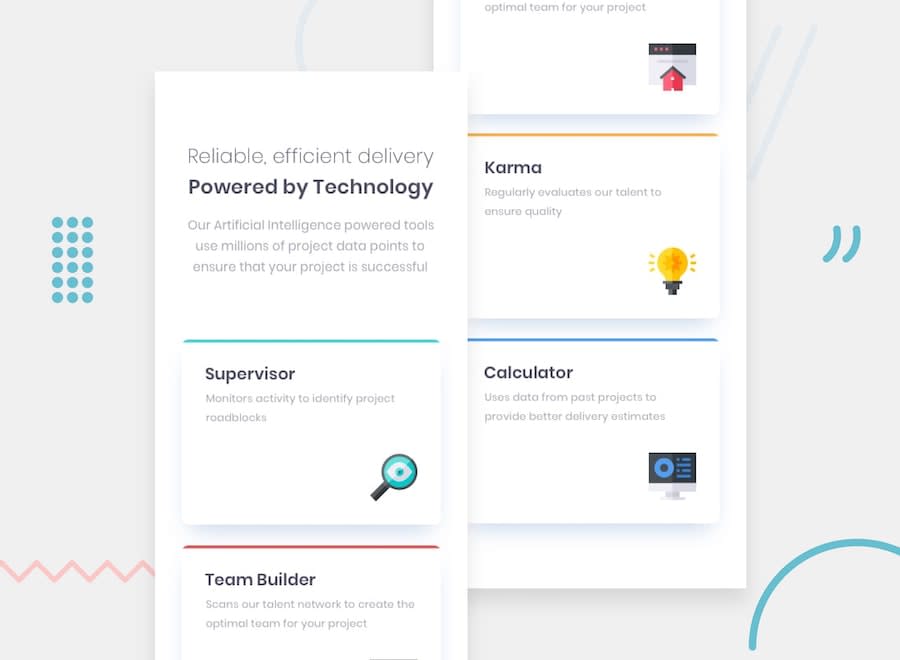 Reliable, efficient delivery
Powered by Technology
Our Artificial Intelligence powered tools
use millions of project data points to
ensure that your project is successful
Supervisor
Monitors activity to identify project
roadblocks
Team Builder
Scans our talent network to create the
optimal team for your project
optimal team for your project
Karma
Regularly evaluates our talent to
ensure quality
Calculator
Uses data from past projects to
provide better delivery estimates